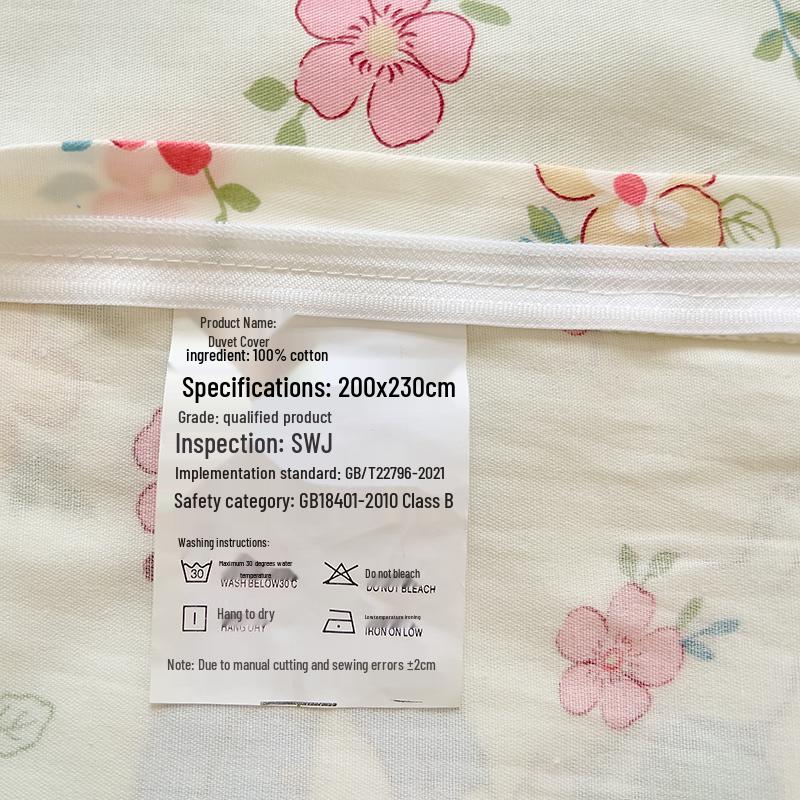 Product Name:
Duvet Cover
ingredient: 100% cotton
Specifications: 200x230cm
Grade: qualified product
Inspection: SWJ
Implementation standard: GB/T22796-2021
Safety category: GB18401-2010 Class B
Washing instructions:
30
Maximum 30 degrees water
temperature
WASH BELOW30℃
Do not bleach
DO NOT BLEACH
Hang to dry
HANG DAY
Low temperature ironing
IRON ON LOW
Note: Due to manual cutting and sewing errors ±2cm